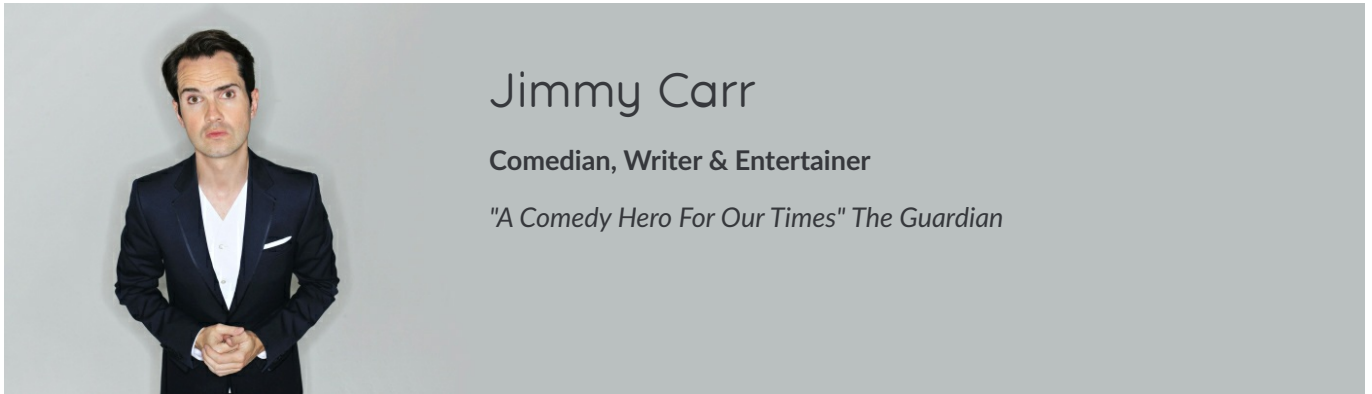 Jimmy Carr
Comedian, Writer & Entertainer
"A Comedy Hero For Our Times" The Guardian